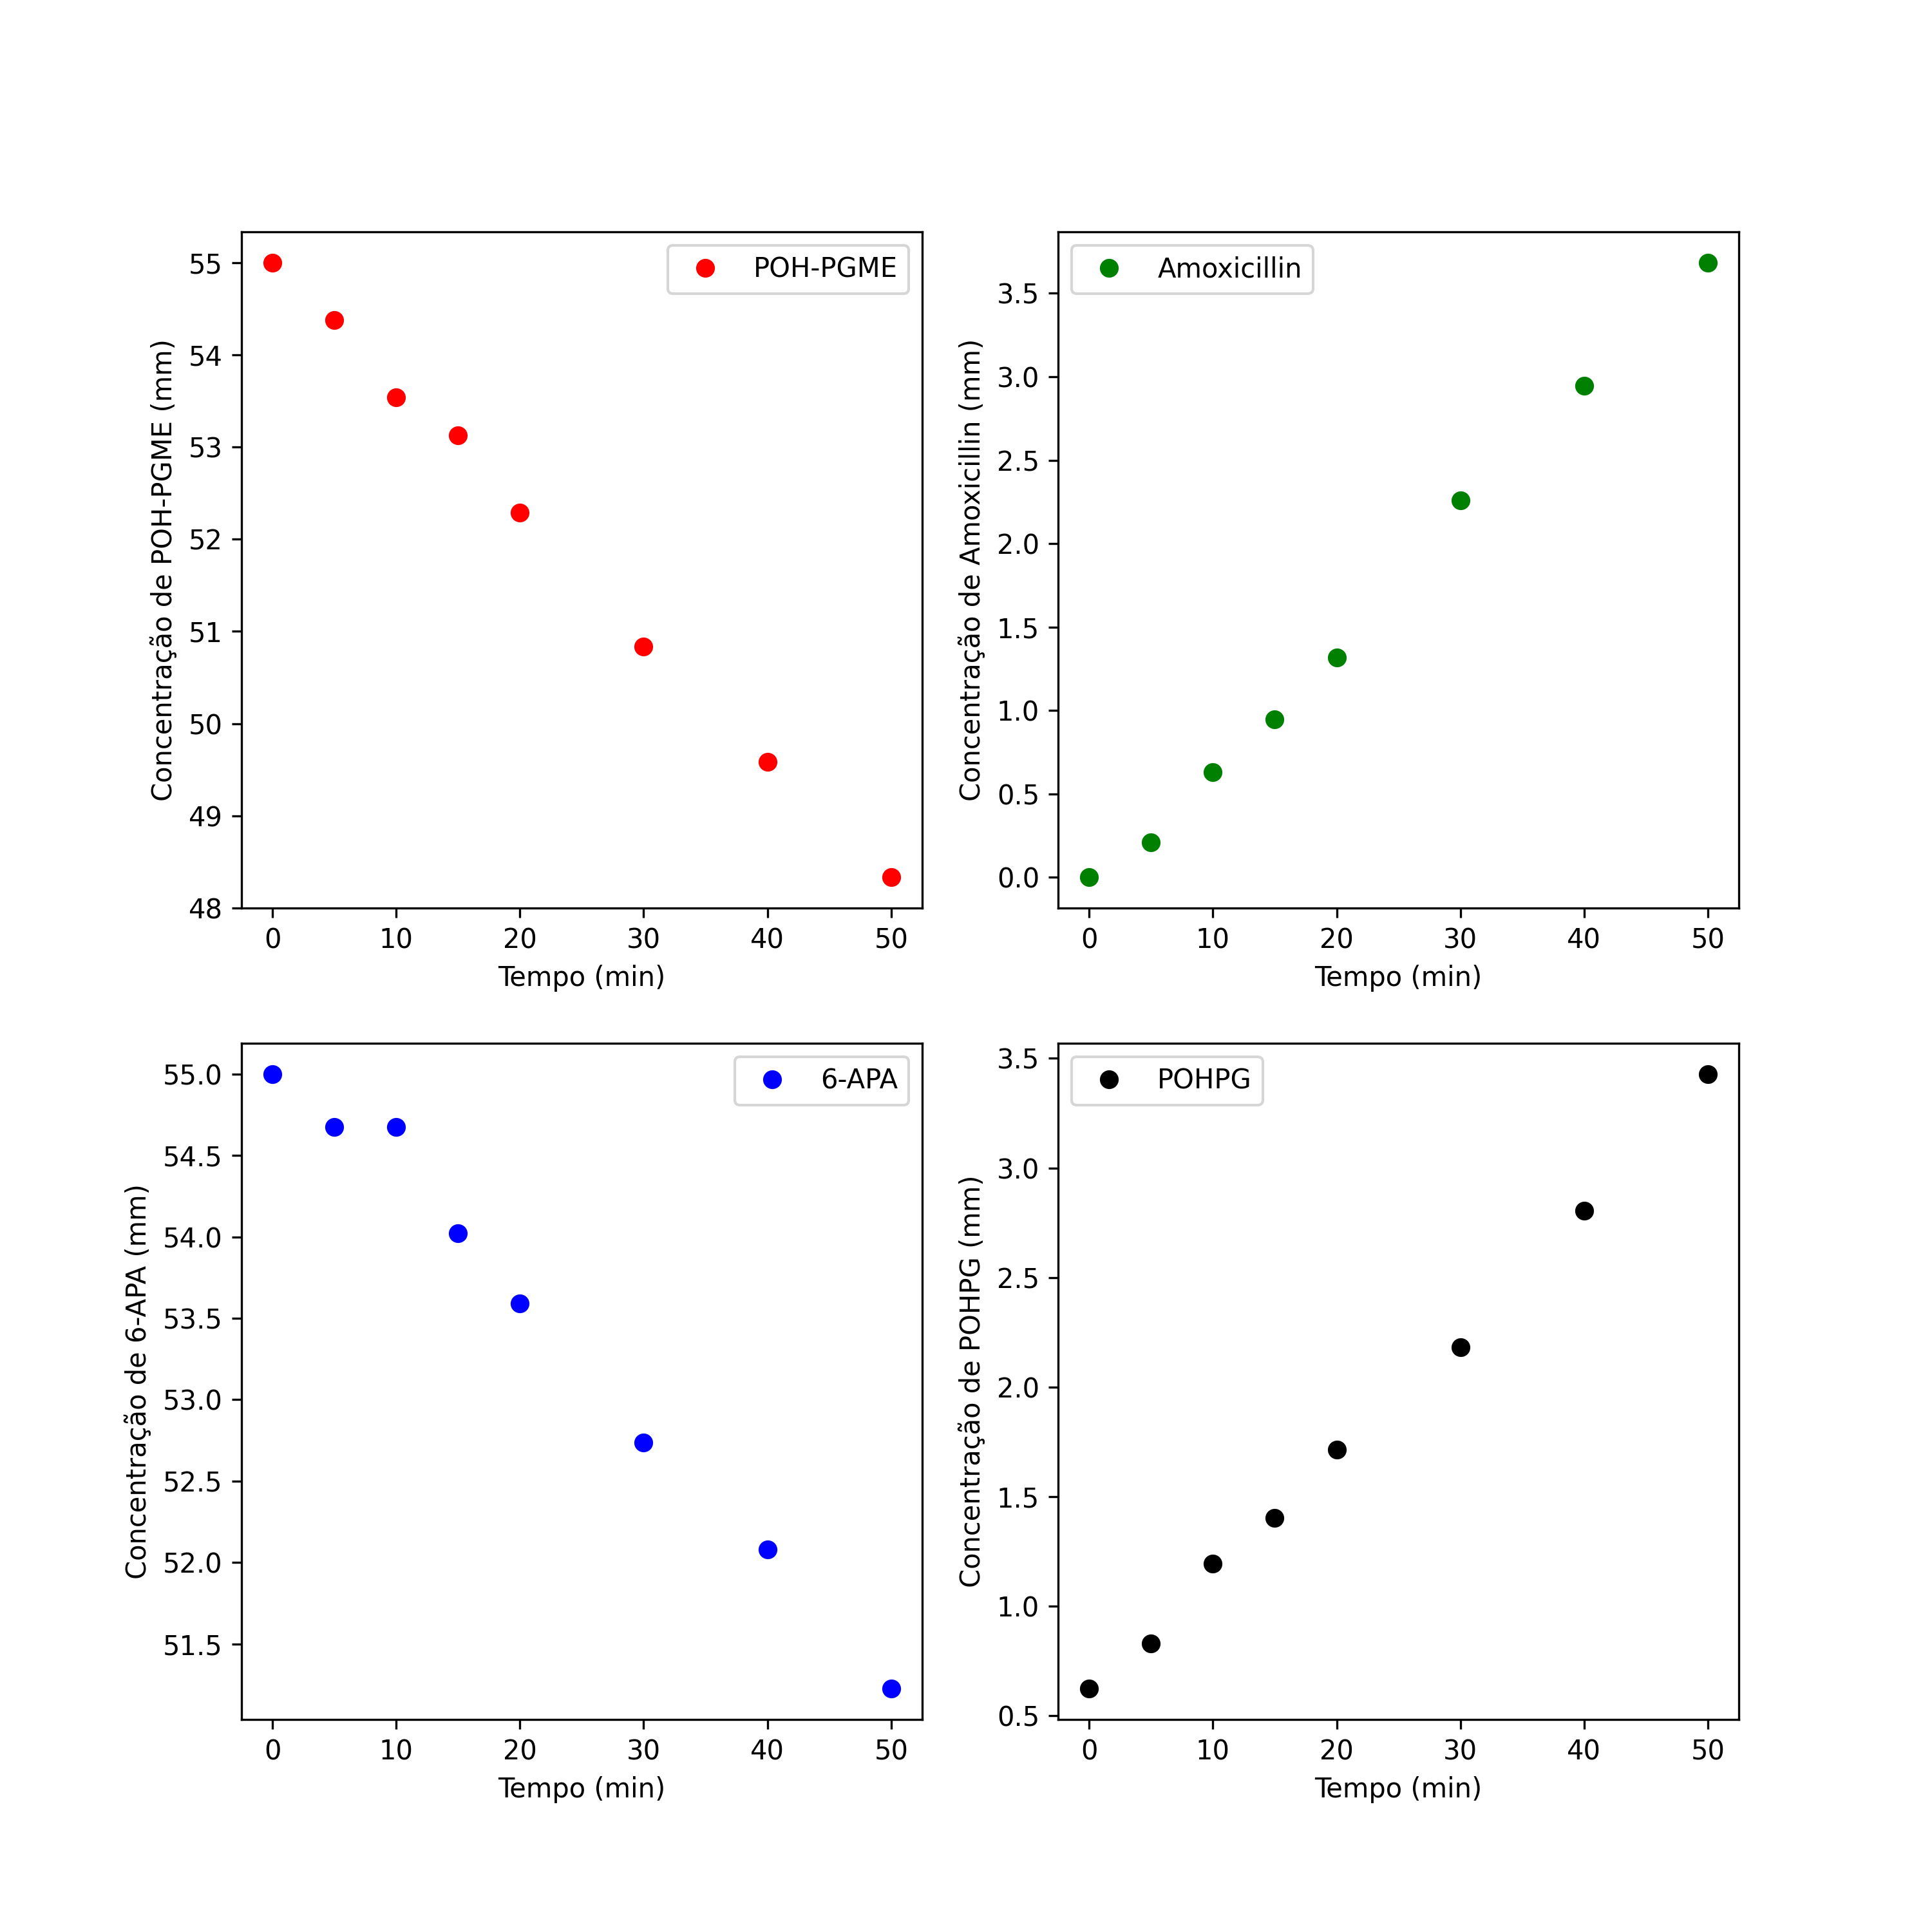 POH-PGME
55
54
53
52
51
50
49
48
Concentração de POH-PGME (mm)
0 10 20 30 40 50
Tempo (min)
Amoxicillin
3.5
3.0
2.5
2.0
1.5
1.0
0.5
0.0
Concentração de Amoxicillin (mm)
0 10 20 30 40 50
Tempo (min)
6-APA
55.0
54.5
54.0
53.5
53.0
52.5
52.0
51.5
Concentração de 6-APA (mm)
0 10 20 30 40 50
Tempo (min)
POHPG
3.5
3.0
2.5
2.0
1.5
1.0
0.5
Concentração de POHPG (mm)
0 10 20 30 40 50
Tempo (min)